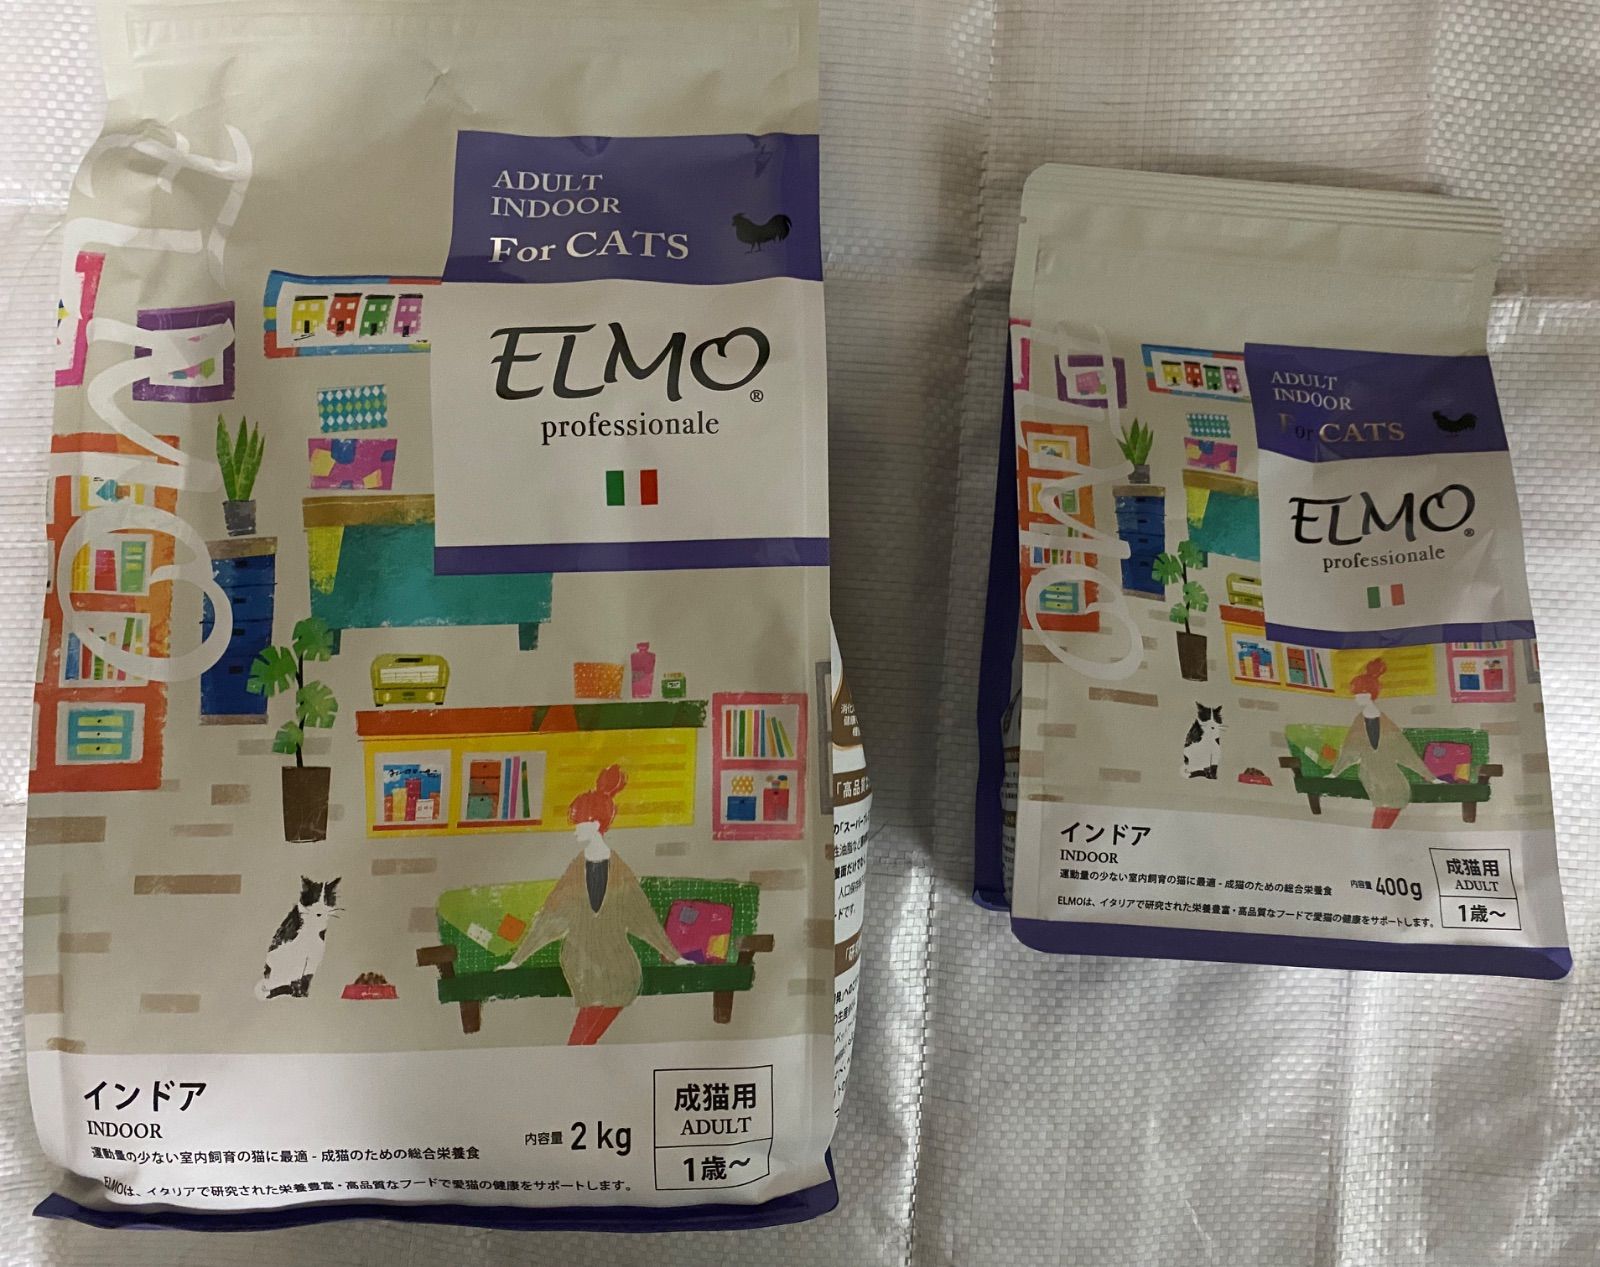 ELMO
ADULT
INDOOR
For CATS
ELMO®
professionale
インドア
INDOOR
運動量の少ない室内飼育の猫に最適 - 成猫のための総合栄養食
内容量 2 kg
ELMOは、イタリアで研究された栄養豊富・高品質なフードで愛猫の健康をサポートします。
成猫用
ADULT
1歳〜
ELMO
ADULT
INDOOR
For CATS
ELMO®
professionale
インドア
INDOOR
運動量の少ない室内飼育の猫に最適 - 成猫のための総合栄養食
内容量 400g
ELMOは、イタリアで研究された栄養豊富・高品質なフードで愛猫の健康をサポートします。
成猫用
ADULT
1歳〜